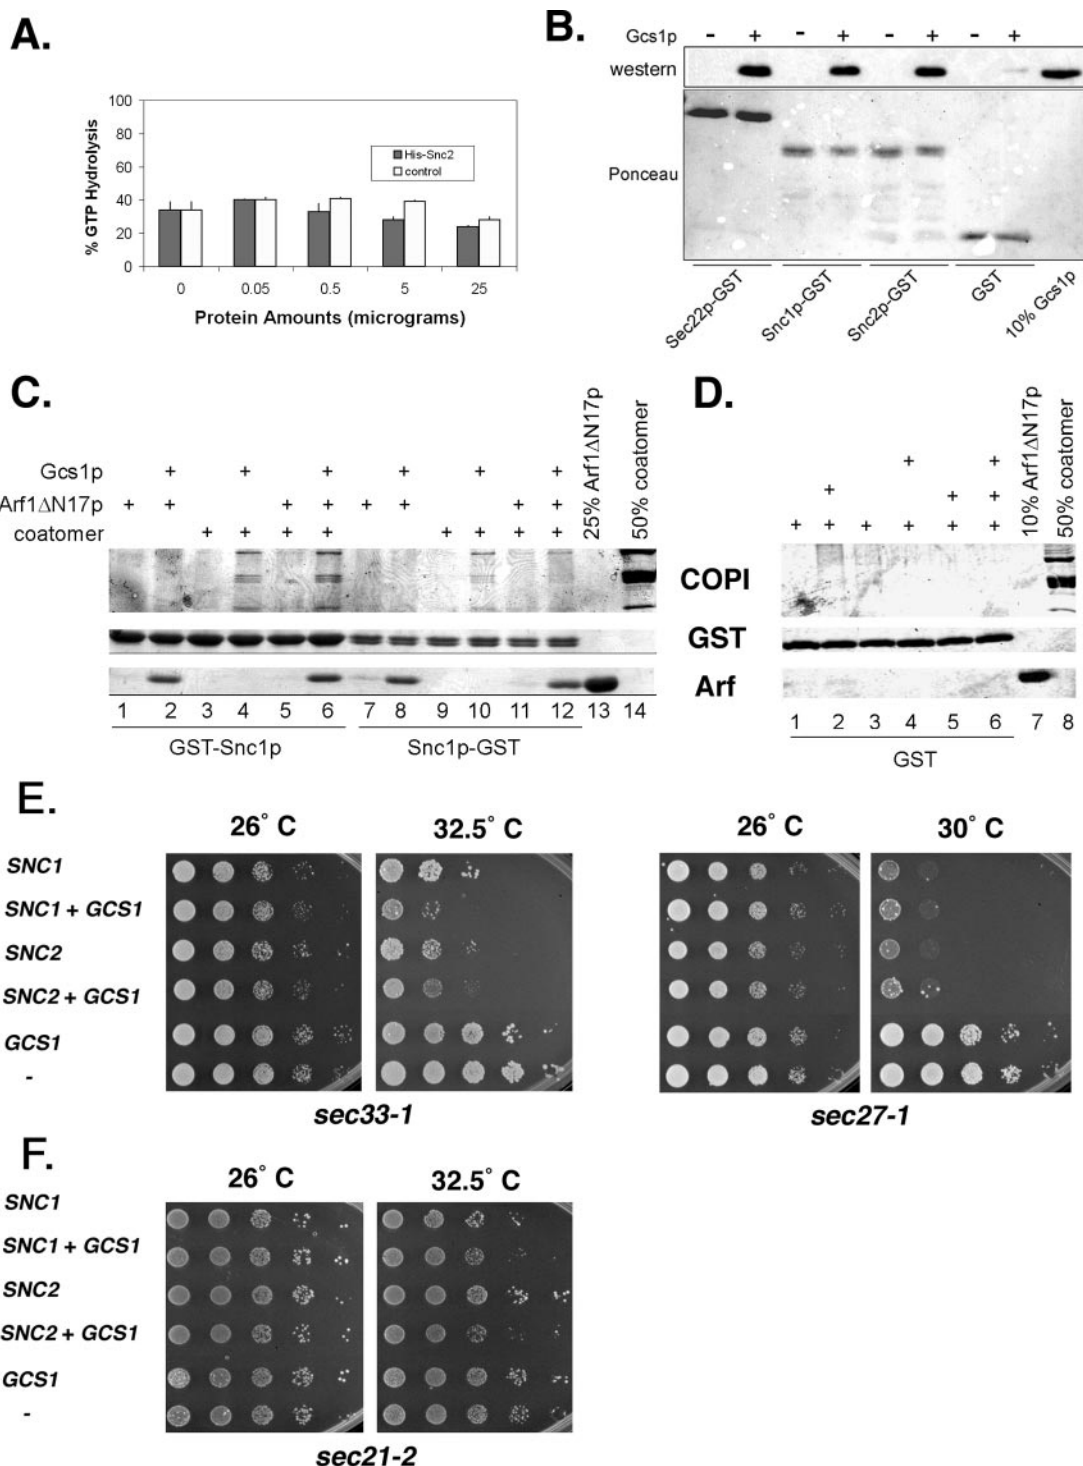 A.
100
80
60
40
20
0
% GTP Hydrolysis
His-Snc2
control
0 0.05 0.5 5 25
Protein Amounts (micrograms)
B.
Gcs1p - + - + - + - +
western
Ponceau
Sec22p-GST
Snc1p-GST
Snc2p-GST
GST
10% Gcs1p
C.
Gcs1p + + + + + +
Arf1ΔN17p + + + + + + + +
coatomer + + + + + + + +
25% Arf1ΔN17p
50% coatomer
1 2 3 4 5 6 7 8 9 10 11 12 13 14
GST-Snc1p Snc1p-GST
D.
+ +
+ + +
+ + + + + +
10% Arf1ΔN17p
50% coatomer
COPI
GST
Arf
1 2 3 4 5 6 7 8
GST
E.
26° C 32.5° C 26° C 30° C
SNC1
SNC1 + GCS1
SNC2
SNC2 + GCS1
GCS1
-
sec33-1 sec27-1
F.
26° C 32.5° C
SNC1
SNC1 + GCS1
SNC2
SNC2 + GCS1
GCS1
-
sec21-2